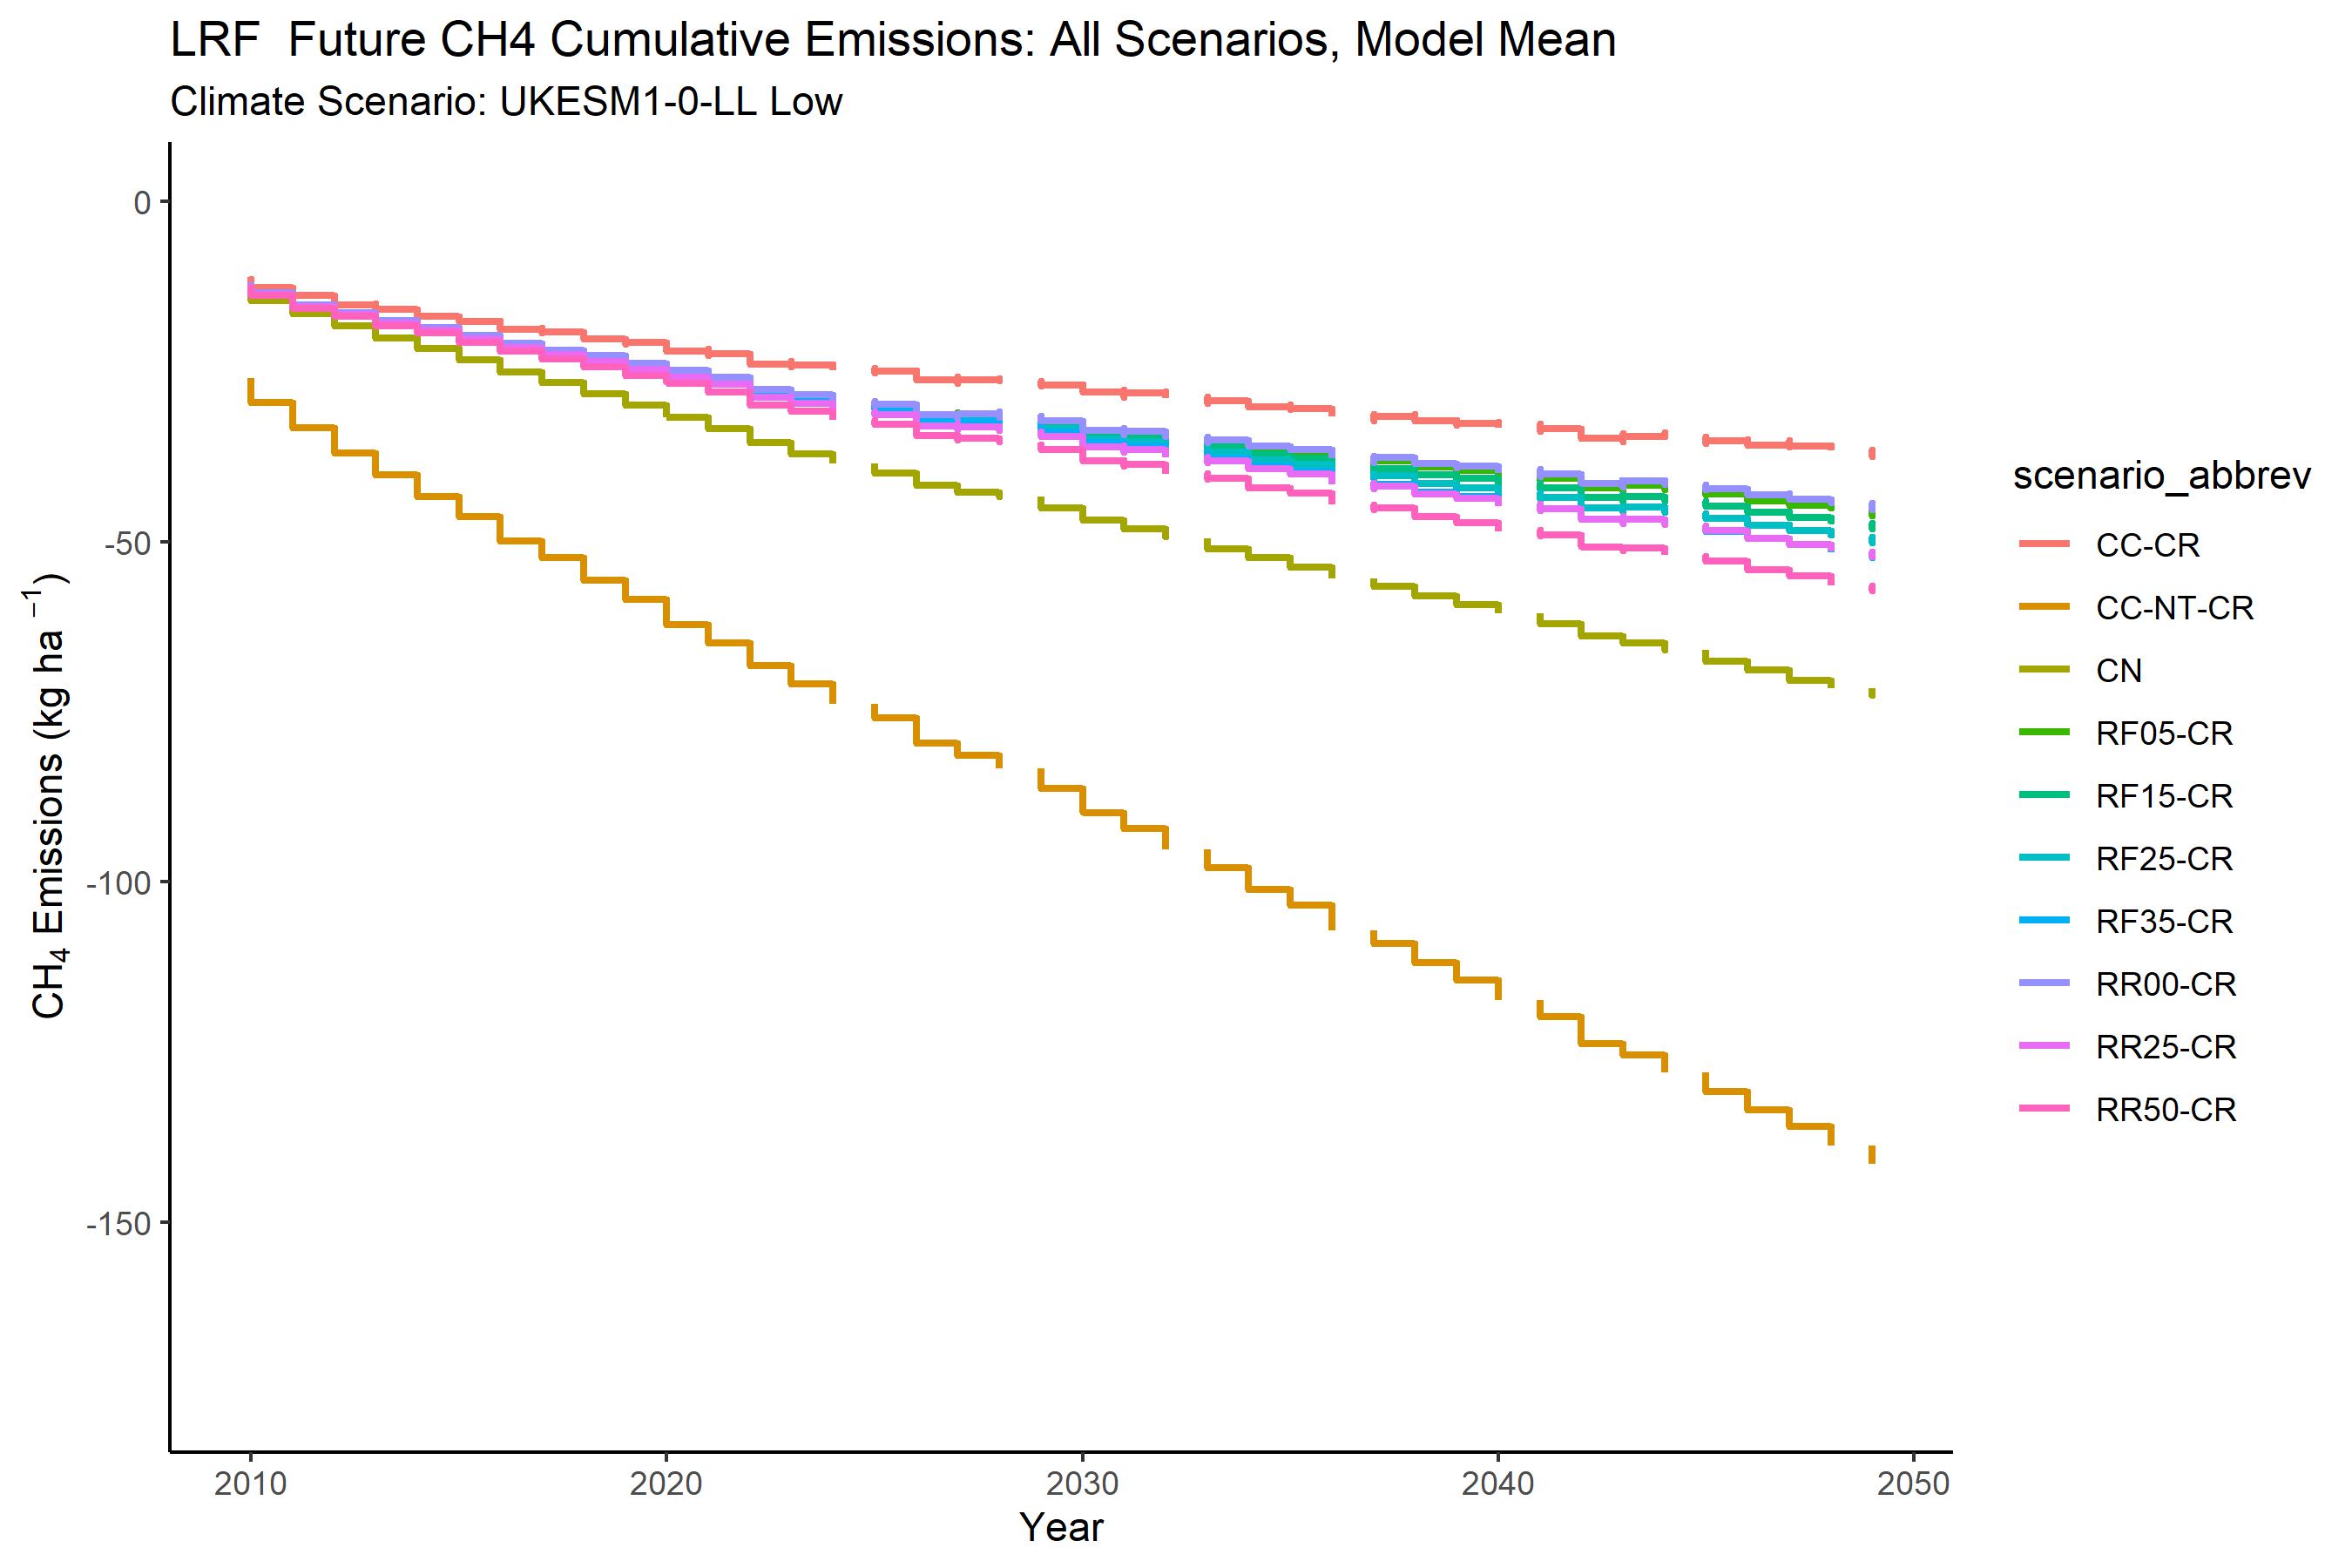 LRF  Future CH4 Cumulative Emissions: All Scenarios, Model Mean
Climate Scenario: UKESM1-0-LL Low
CH₄ Emissions (kg ha ⁻¹)
0
-50
-100
-150
2010
2020
2030
2040
2050
Year
scenario_abbrev
CC-CR
CC-NT-CR
CN
RF05-CR
RF15-CR
RF25-CR
RF35-CR
RR00-CR
RR25-CR
RR50-CR